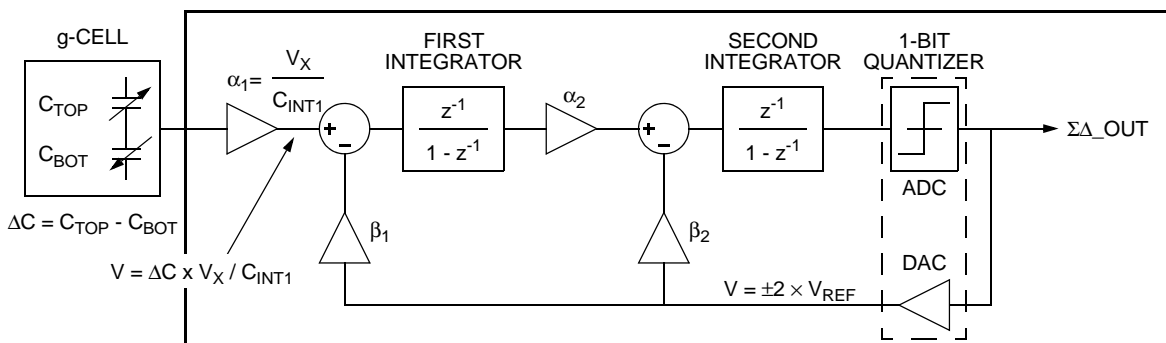 g-CELL
C_TOP
C_BOT
ΔC = C_TOP - C_BOT
α₁= V_X / C_INT1
V = ΔC x V_X / C_INT1
FIRST
INTEGRATOR
z⁻¹
1 - z⁻¹
α₂
β₁
β₂
SECOND
INTEGRATOR
z⁻¹
1 - z⁻¹
1-BIT
QUANTIZER
ADC
DAC
V = ±2 × V_REF
ΣΔ_OUT
+
−
+
−